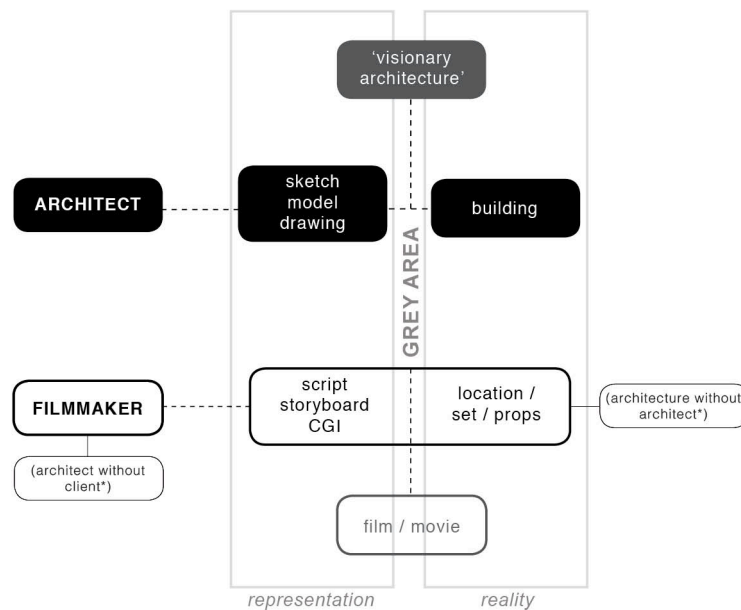 ‘visionary
architecture’
ARCHITECT
sketch
model
drawing
building
GREY AREA
FILMMAKER
script
storyboard
CGI
location /
set / props
(architecture without
architect*)
(architect without
client*)
film / movie
representation
reality